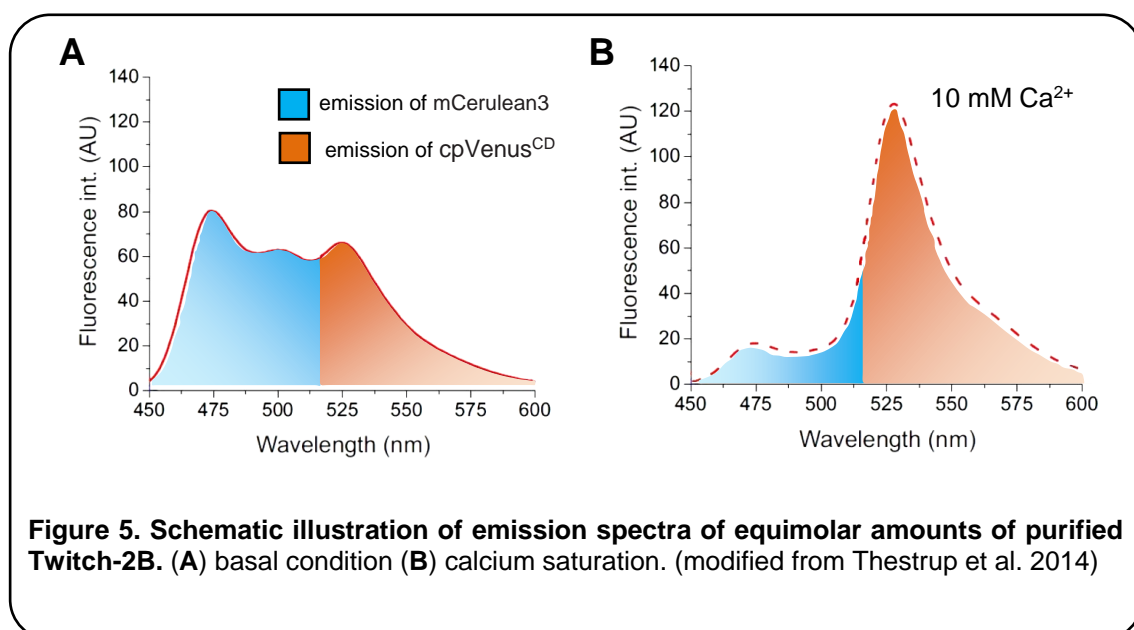 A
140
120
100
80
60
40
20
0
450 475 500 525 550 575 600
Fluorescence int. (AU)
Wavelength (nm)
emission of mCerulean3
emission of cpVenusCD
B
140
120
100
80
60
40
20
0
450 475 500 525 550 575 600
Fluorescence int. (AU)
Wavelength (nm)
10 mM Ca2+
Figure 5. Schematic illustration of emission spectra of equimolar amounts of purified
Twitch-2B. (A) basal condition (B) calcium saturation. (modified from Thestrup et al. 2014)